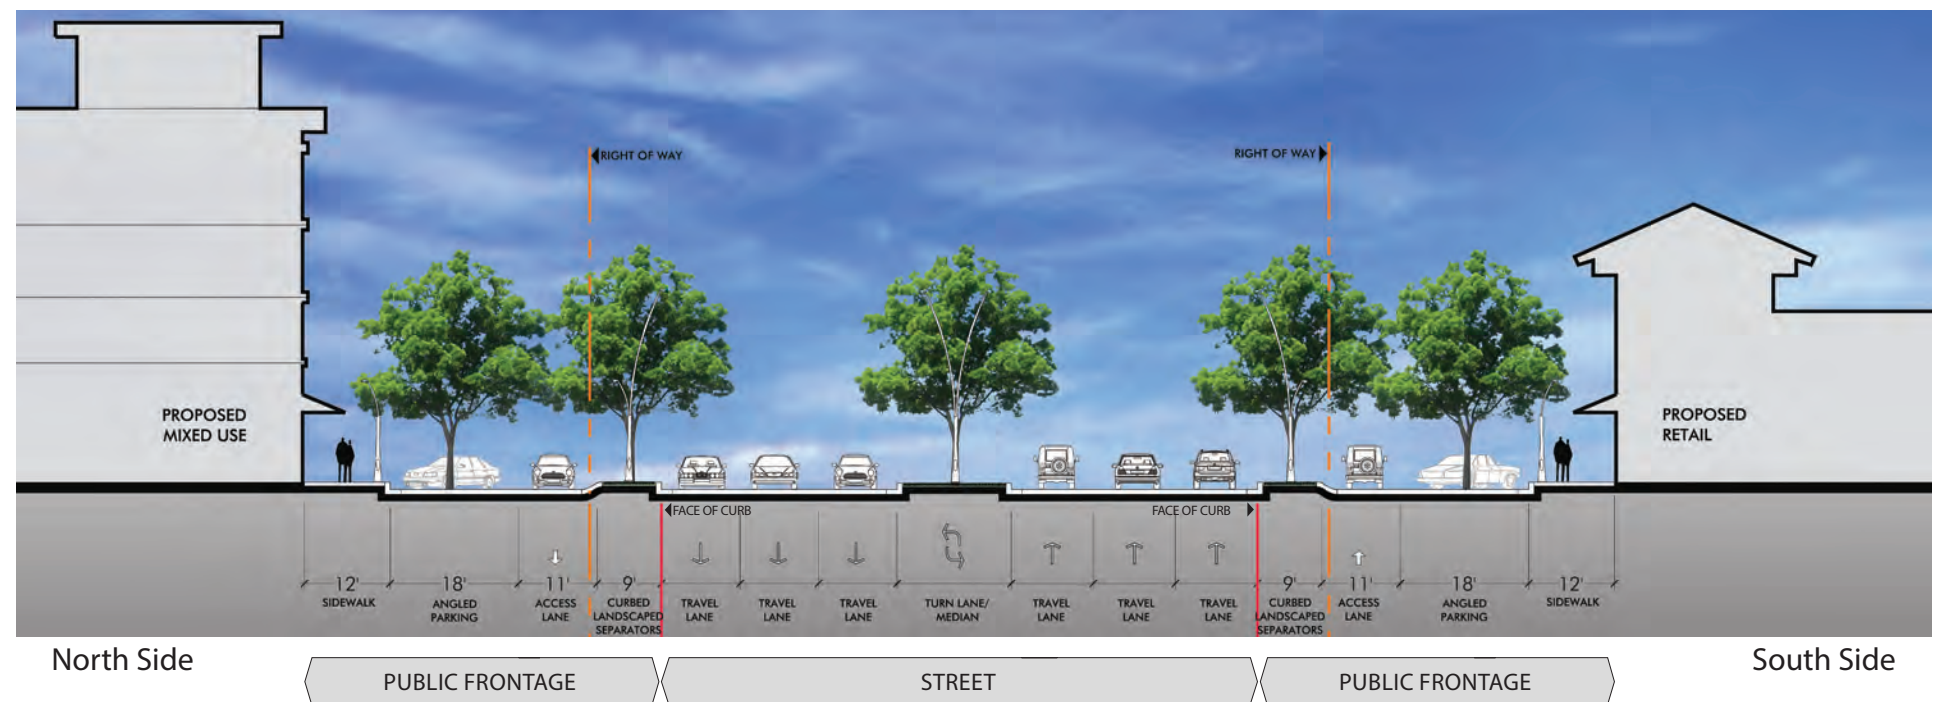 RIGHT OF WAY
RIGHT OF WAY
PROPOSED
MIXED USE
PROPOSED
RETAIL
FACE OF CURB
FACE OF CURB
12'
SIDEWALK
18'
ANGLED
PARKING
11'
ACCESS
LANE
9'
CURBED
LANDSCAPED
SEPARATORS
TRAVEL
LANE
TRAVEL
LANE
TRAVEL
LANE
TURN LANE/
MEDIAN
TRAVEL
LANE
TRAVEL
LANE
TRAVEL
LANE
9'
CURBED
LANDSCAPED
SEPARATORS
11'
ACCESS
LANE
18'
ANGLED
PARKING
12'
SIDEWALK
North Side
South Side
PUBLIC FRONTAGE
STREET
PUBLIC FRONTAGE